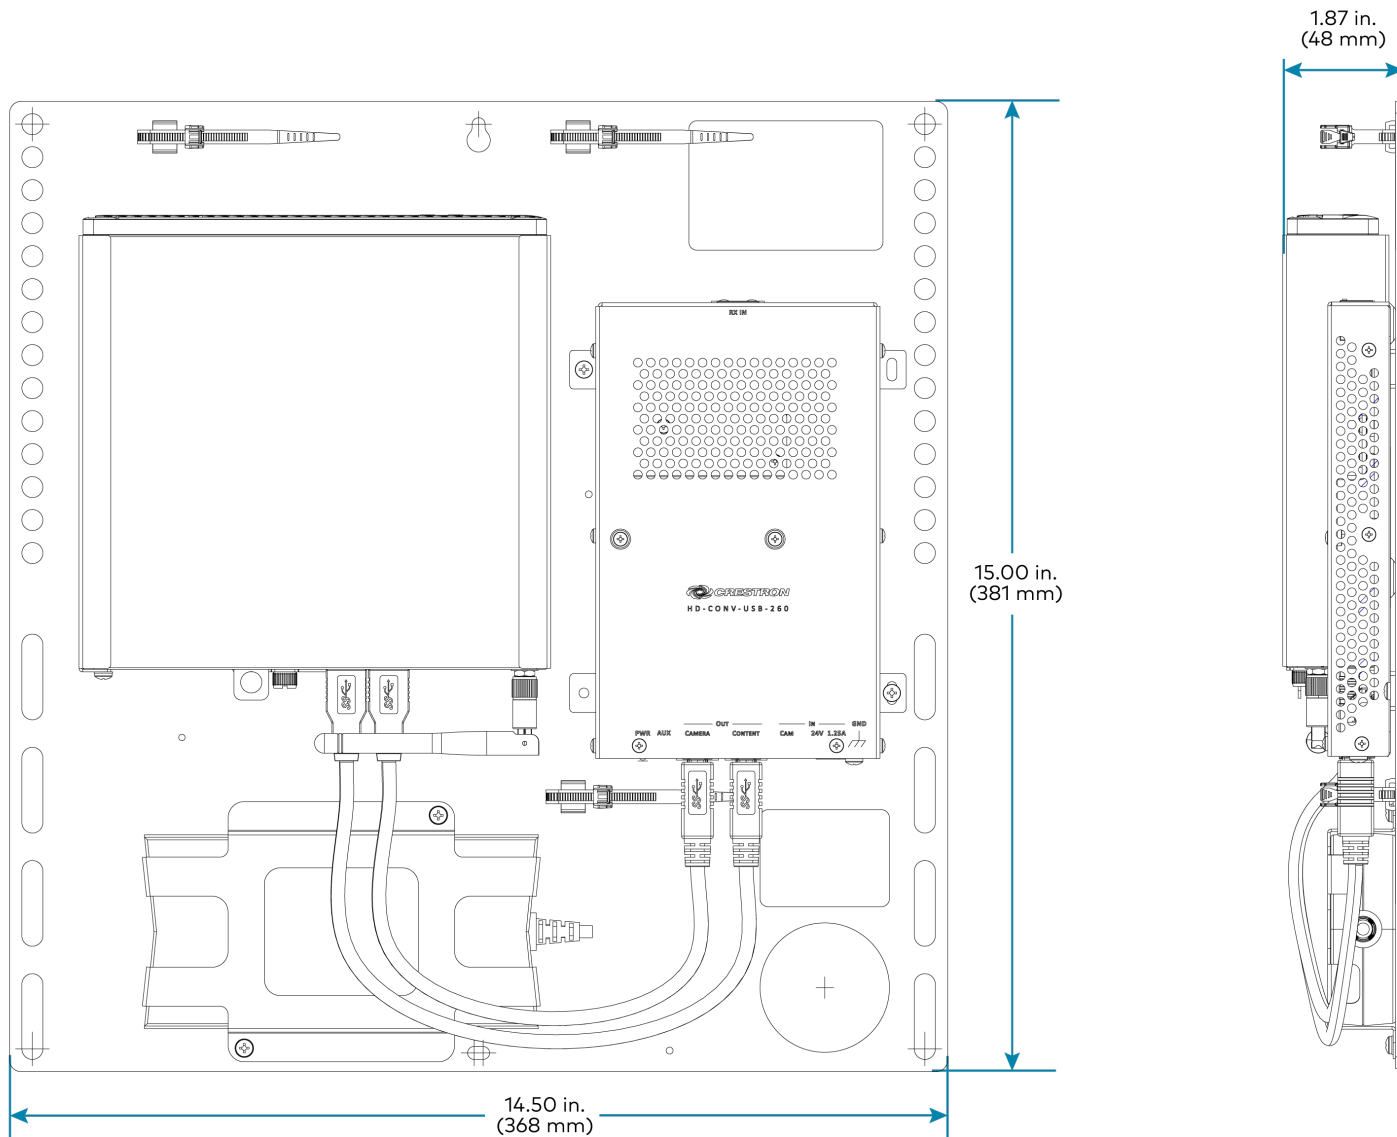 1.87 in.
(48 mm)
RX IN
15.00 in.
(381 mm)
CRESTRON
HD-CONV-USB-260
OUT IN GND
PWR AUX CAMERA CONTENT CAM 24V 1.25A
14.50 in.
(368 mm)